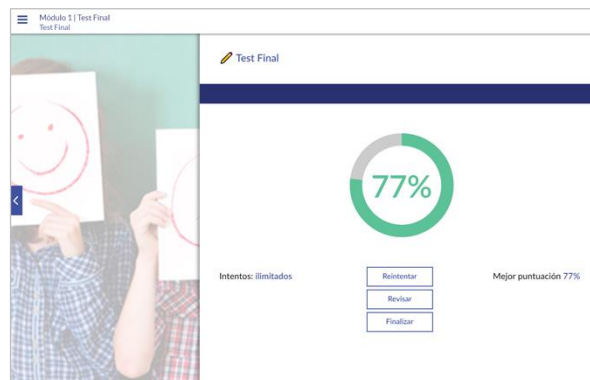 Módulo 1 | Test Final
Test Final
Test Final
77%
Intentos: ilimitados
Reintentar
Mejor puntuación 77%
Revisar
Finalizar